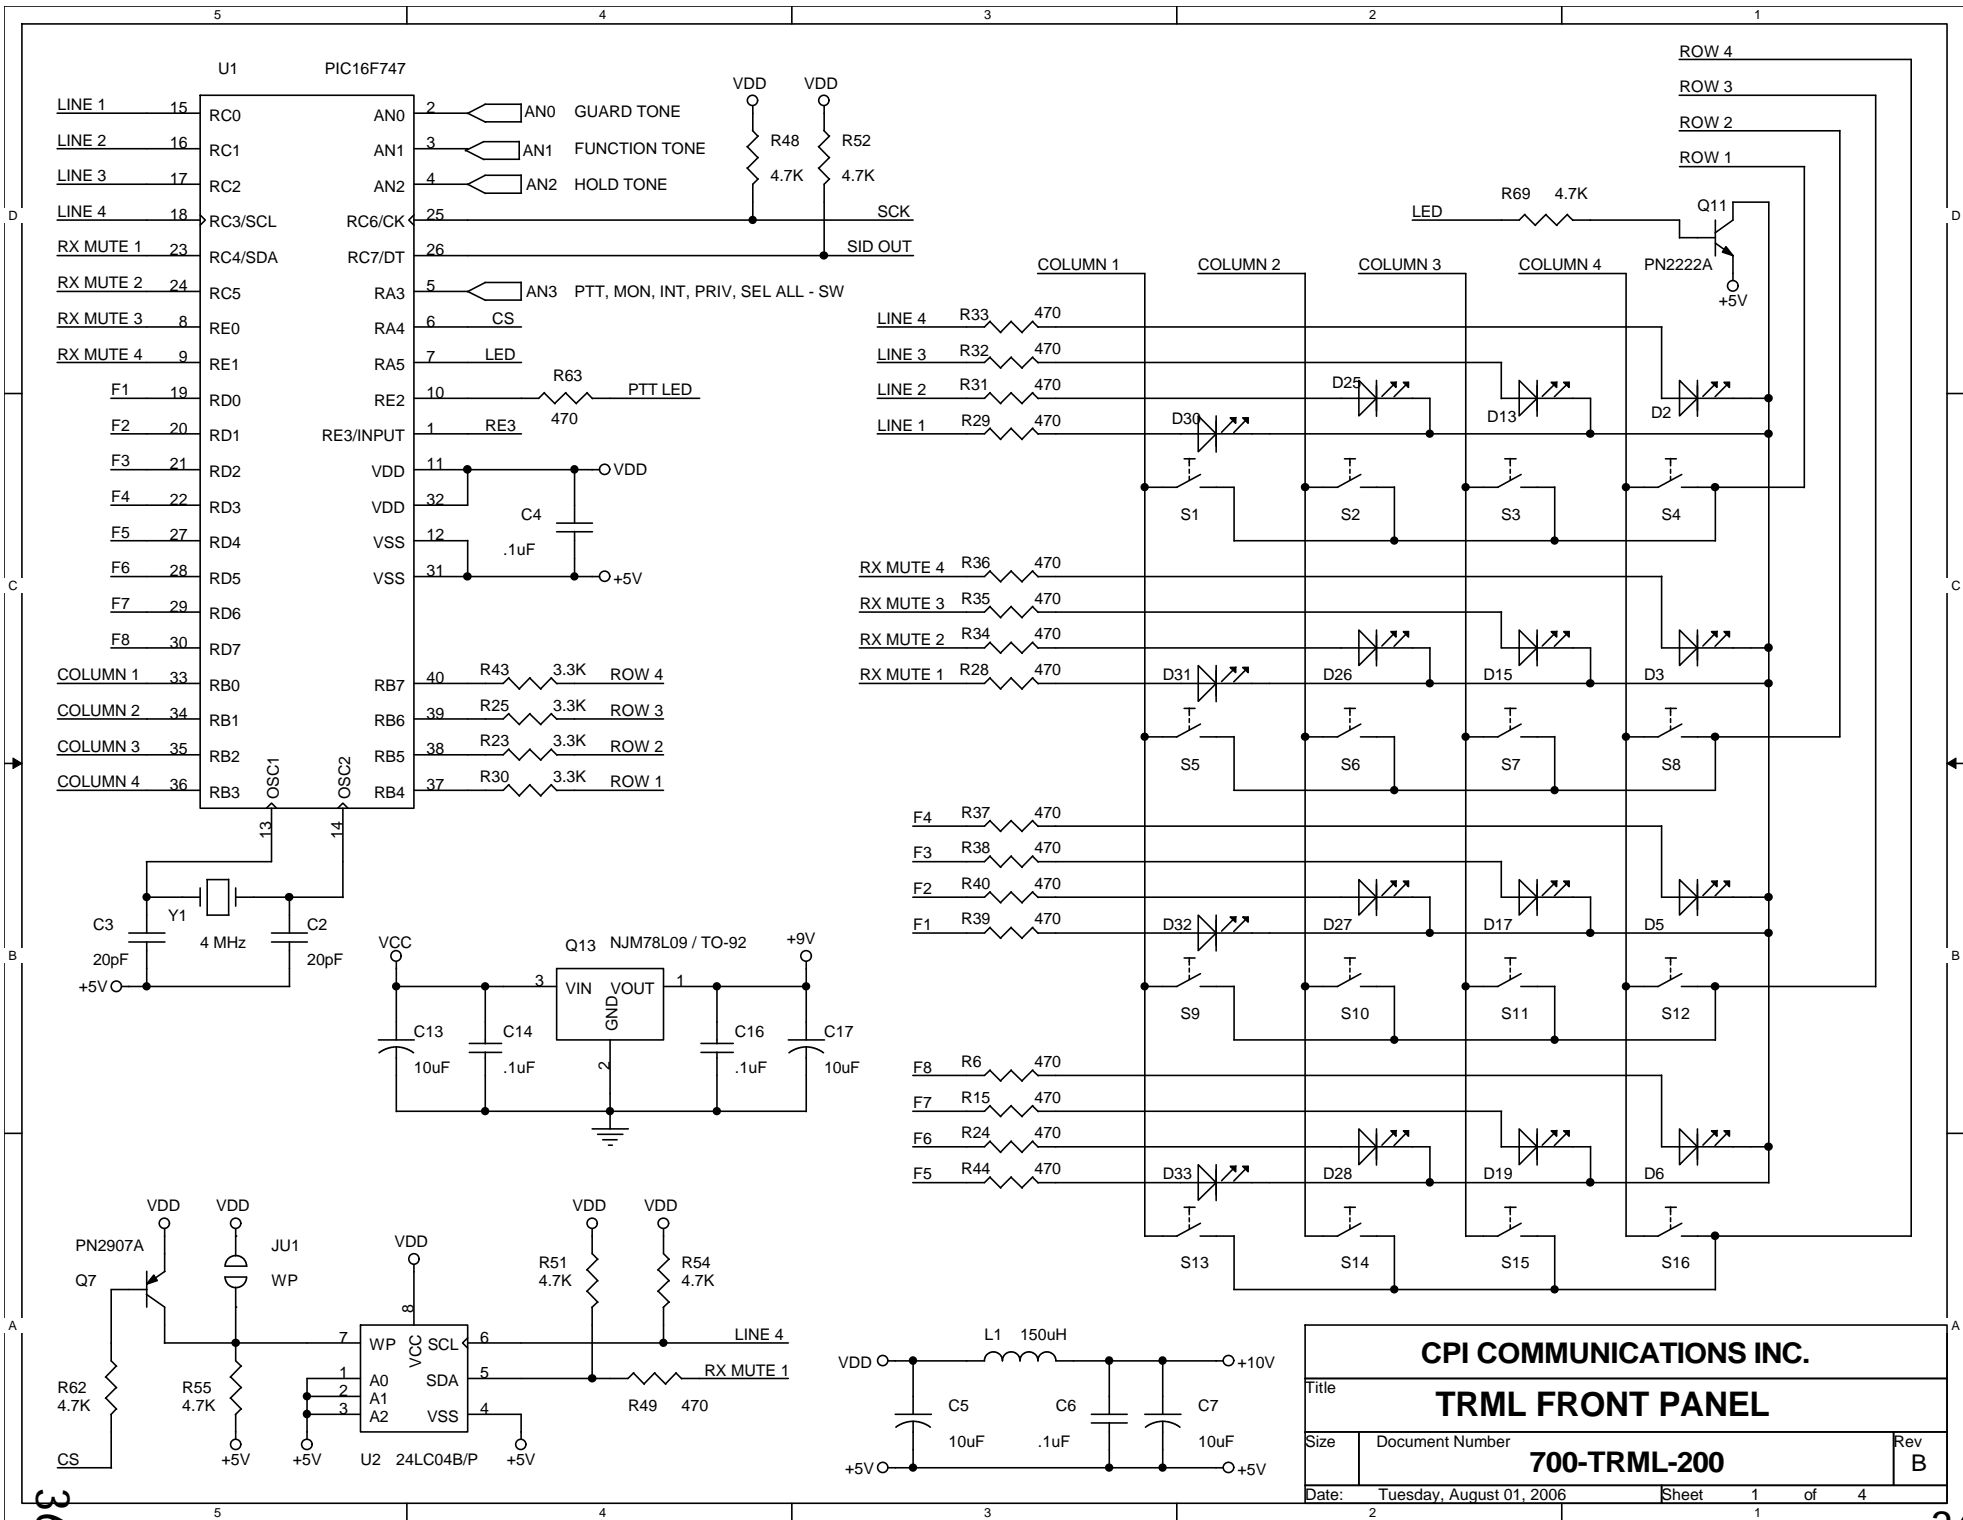 5 4 3 2 1
U1 PIC16F747
LINE 1 15 RC0
LINE 2 16 RC1
LINE 3 17 RC2
LINE 4 18 RC3/SCL
RX MUTE 1 23 RC4/SDA
RX MUTE 2 24 RC5
RX MUTE 3 8 RE0
RX MUTE 4 9 RE1
F1 19 RD0
F2 20 RD1
F3 21 RD2
F4 22 RD3
F5 27 RD4
F6 28 RD5
F7 29 RD6
F8 30 RD7
COLUMN 1 33 RB0
COLUMN 2 34 RB1
COLUMN 3 35 RB2
COLUMN 4 36 RB3
AN0 2 AN0 GUARD TONE
AN1 3 AN1 FUNCTION TONE
AN2 4 AN2 HOLD TONE
RC6/CK 25 SCK
RC7/DT 26 SID OUT
RA3 5 AN3 PTT, MON, INT, PRIV, SEL ALL - SW
RA4 6 CS
RA5 7 LED
RE2 10 R63 470 PTT LED
RE3/INPUT 1 RE3
VDD 11 VDD
VDD 32
VSS 12
VSS 31 +5V
C4 .1uF
RB7 40 R43 3.3K ROW 4
RB6 39 R25 3.3K ROW 3
RB5 38 R23 3.3K ROW 2
RB4 37 R30 3.3K ROW 1
OSC1 13
OSC2 14
VDD VDD
R48 4.7K
R52 4.7K
C3 20pF
Y1 4 MHz
C2 20pF
+5V
VCC
Q13 NJM78L09 / TO-92
+9V
3 VIN VOUT 1
GND 2
C13 10uF
C14 .1uF
C16 .1uF
C17 10uF
ROW 4
ROW 3
ROW 2
ROW 1
LED R69 4.7K Q11
PN2222A
+5V
COLUMN 1 COLUMN 2 COLUMN 3 COLUMN 4
LINE 4 R33 470
LINE 3 R32 470
LINE 2 R31 470
LINE 1 R29 470
D30 D25 D13 D2
S1 S2 S3 S4
RX MUTE 4 R36 470
RX MUTE 3 R35 470
RX MUTE 2 R34 470
RX MUTE 1 R28 470
D31 D26 D15 D3
S5 S6 S7 S8
F4 R37 470
F3 R38 470
F2 R40 470
F1 R39 470
D32 D27 D17 D5
S9 S10 S11 S12
F8 R6 470
F7 R15 470
F6 R24 470
F5 R44 470
D33 D28 D19 D6
S13 S14 S15 S16
VDD VDD
PN2907A
Q7
JU1
WP
R62 4.7K
R55 4.7K
CS
+5V
VDD
8 VCC
7 WP
1 A0
2 A1
3 A2
SCL 6 LINE 4
SDA 5 RX MUTE 1
VSS 4
+5V
U2 24LC04B/P
+5V
VDD VDD
R51 4.7K
R54 4.7K
R49 470
L1 150uH
VDD +10V
C5 10uF
C6 .1uF
C7 10uF
+5V +5V
D D
C C
B B
A A
CPI COMMUNICATIONS INC.
Title
TRML FRONT PANEL
Size Document Number Rev
700-TRML-200 B
Date: Tuesday, August 01, 2006 Sheet 1 of 4
5 4 3 2 1